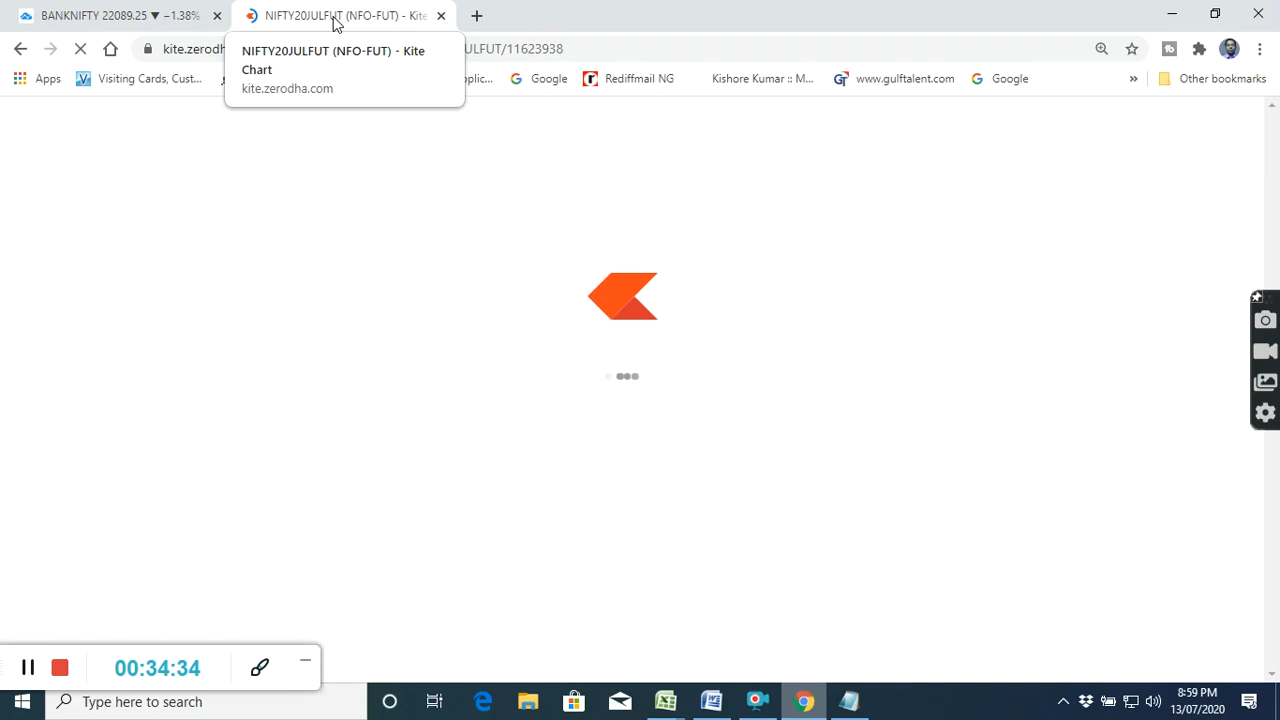 BANKNIFTY 22089.25 ▼ −1.38%
NIFTY20JULFUT (NFO-FUT) - Kite
kite.zerodh
JULFUT/11623938
NIFTY20JULFUT (NFO-FUT) - Kite
Chart
kite.zerodha.com
Apps
Visiting Cards, Cust...
plic...
Google
Rediffmail NG
Kishore Kumar :: M...
www.gulftalent.com
Google
»
Other bookmarks
00:34:34
Type here to search
8:59 PM
13/07/2020